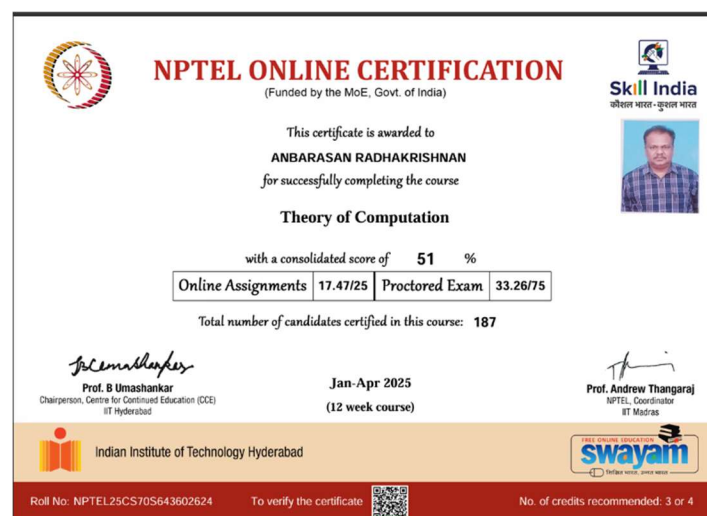 NPTEL ONLINE CERTIFICATION
(Funded by the MoE, Govt. of India)
Skill India
कौशल भारत - कुशल भारत
This certificate is awarded to
ANBARASAN RADHAKRISHNAN
for successfully completing the course
Theory of Computation
with a consolidated score of 51 %
Online Assignments 17.47/25 Proctored Exam 33.26/75
Total number of candidates certified in this course: 187
Prof. B Umashankar
Chairperson, Centre for Continued Education (CCE)
IIT Hyderabad
Jan-Apr 2025
(12 week course)
Prof. Andrew Thangaraj
NPTEL, Coordinator
IIT Madras
Indian Institute of Technology Hyderabad
FREE ONLINE EDUCATION
swayam
शिक्षित भारत, उन्नत भारत
Roll No: NPTEL25CS70S643602624 To verify the certificate No. of credits recommended: 3 or 4